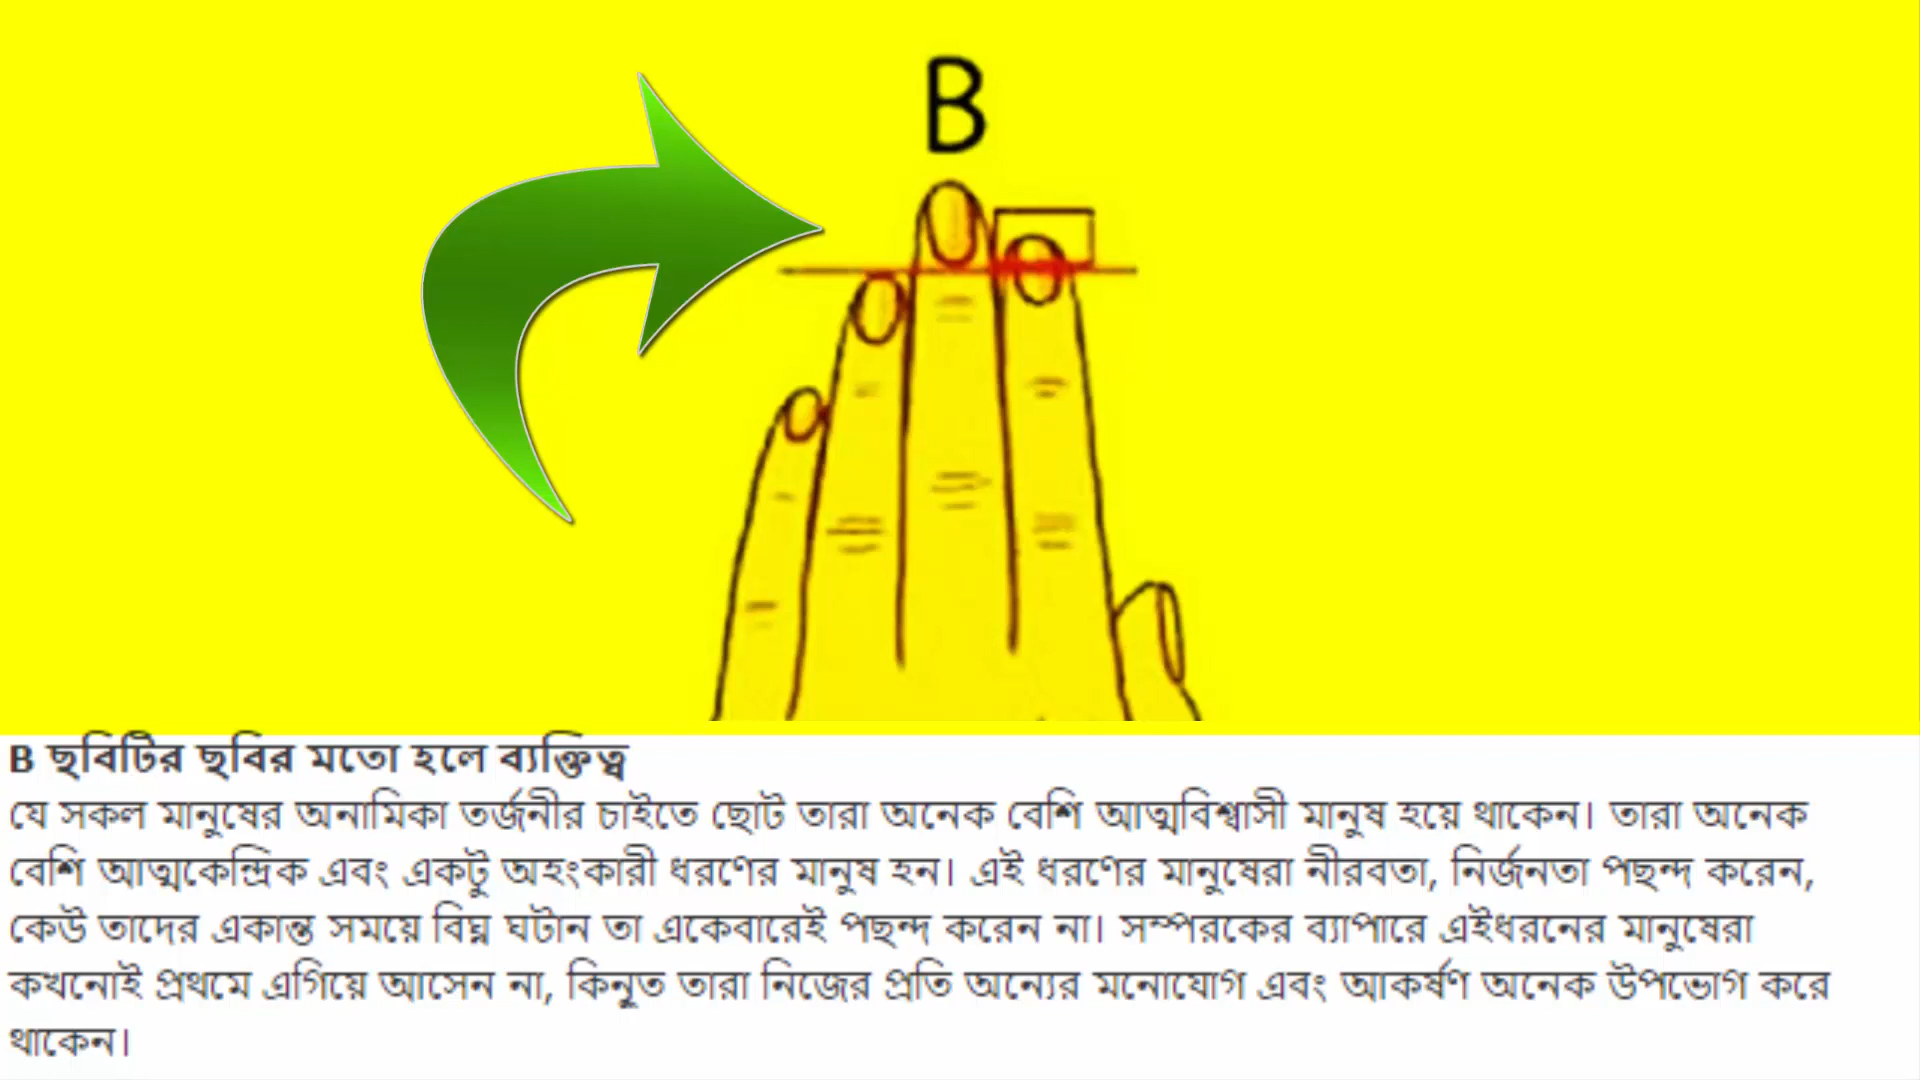 B
B ছবিটির ছবির মতো হলে ব্যক্তিত্ব
যে সকল মানুষের অনামিকা তর্জনীর চাইতে ছোট তারা অনেক বেশি আত্মবিশ্বাসী মানুষ হয়ে থাকেন। তারা অনেক
বেশি আত্মকেন্দ্রিক এবং একটু অহংকারী ধরণের মানুষ হন। এই ধরণের মানুষেরা নীরবতা, নির্জনতা পছন্দ করেন,
কেউ তাদের একান্ত সময়ে বিঘ্ন ঘটান তা একেবারেই পছন্দ করেন না। সম্পরকের ব্যাপারে এইধরনের মানুষেরা
কখনোই প্রথমে এগিয়ে আসেন না, কিনূ্ত তারা নিজের প্রতি অন্যের মনোযোগ এবং আকর্ষণ অনেক উপভোগ করে
থাকেন।